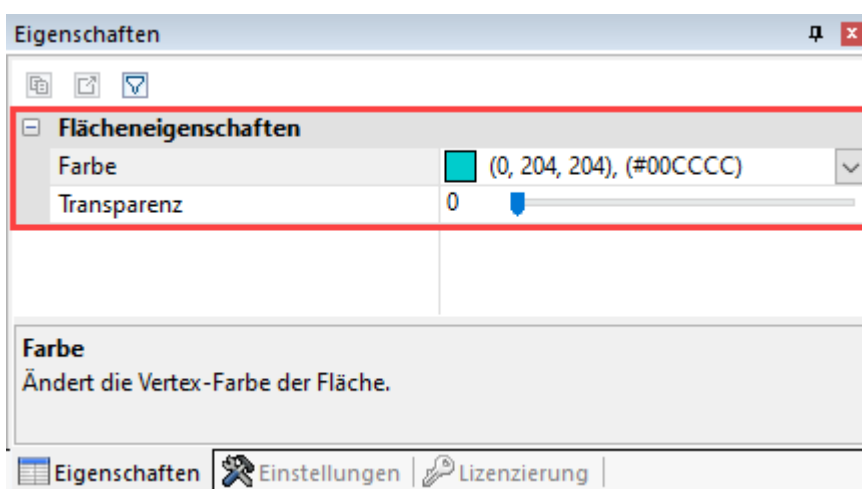 Eigenschaften
Flächeneigenschaften
Farbe (0, 204, 204), (#00CCCC)
Transparenz 0
Farbe
Ändert die Vertex-Farbe der Fläche.
Eigenschaften Einstellungen Lizenzierung